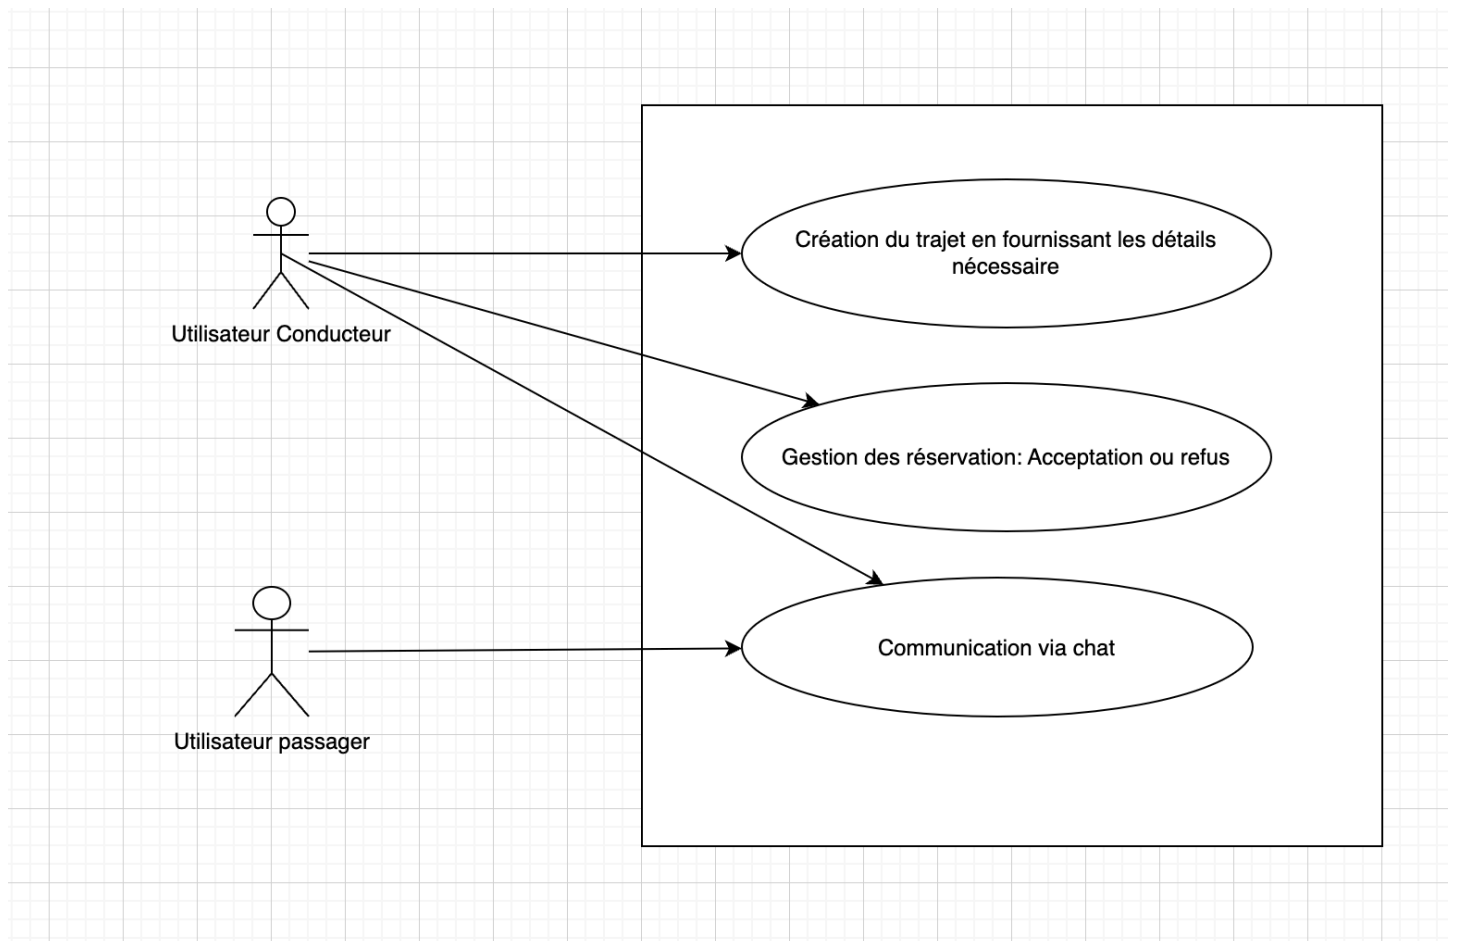 Création du trajet en fournissant les détails
nécessaire
Utilisateur Conducteur
Gestion des réservation: Acceptation ou refus
Communication via chat
Utilisateur passager